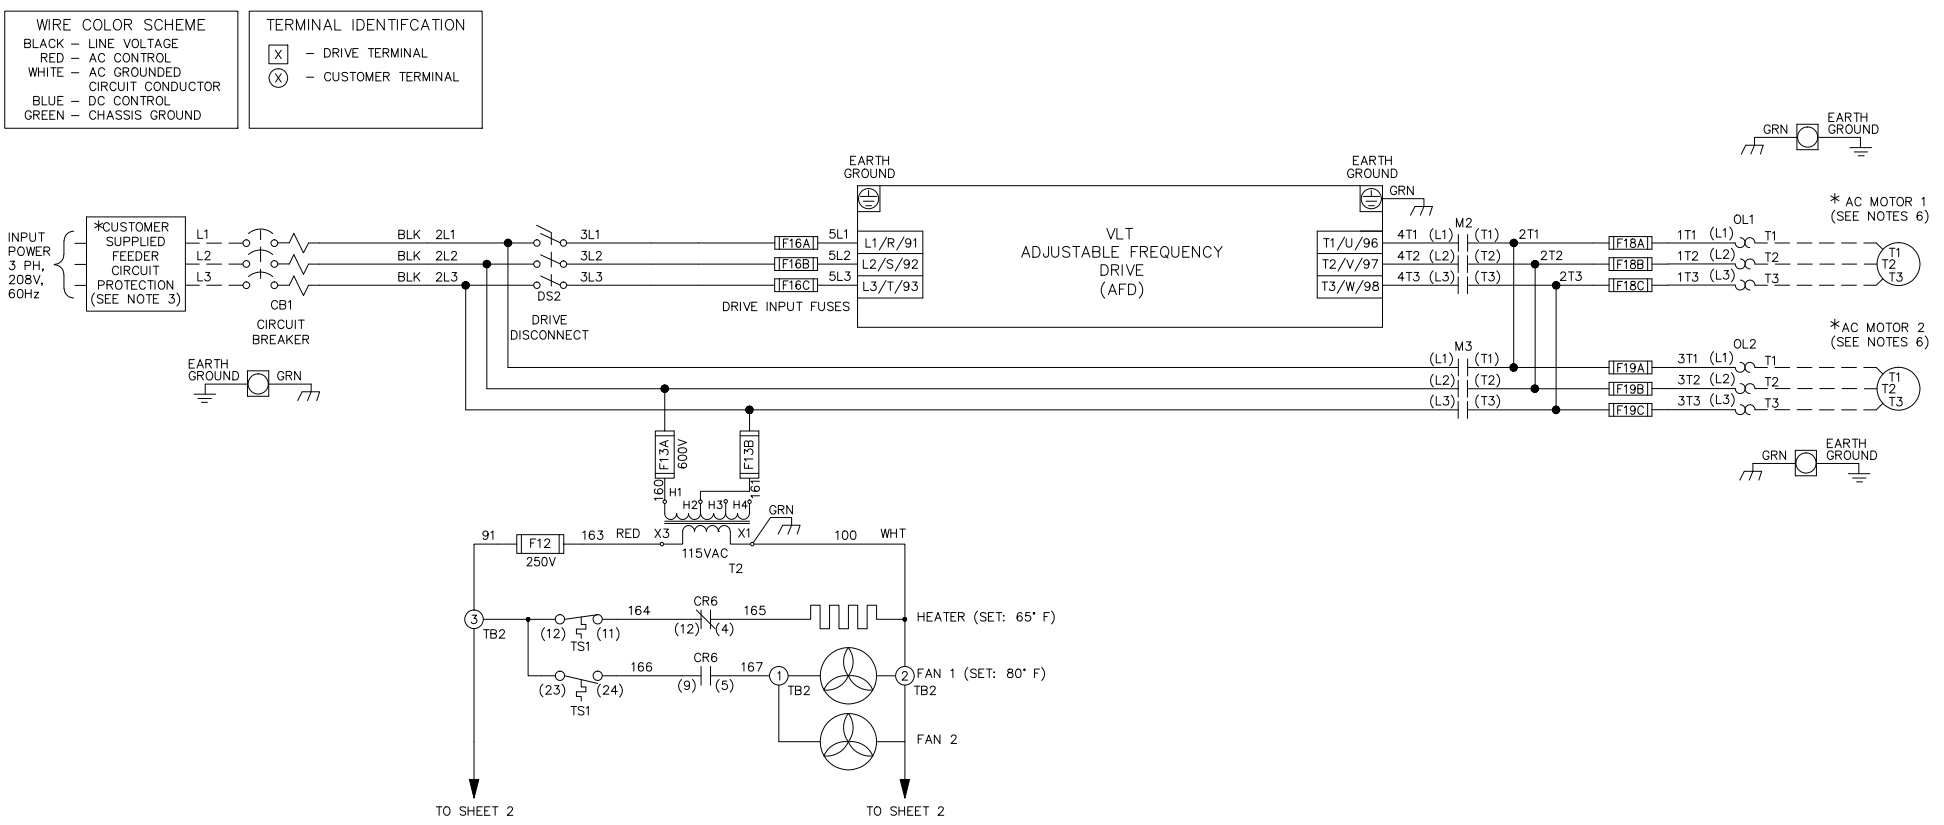 WIRE COLOR SCHEME
BLACK – LINE VOLTAGE
RED – AC CONTROL
WHITE – AC GROUNDED
CIRCUIT CONDUCTOR
BLUE – DC CONTROL
GREEN – CHASSIS GROUND
TERMINAL IDENTIFCATION
X – DRIVE TERMINAL
X – CUSTOMER TERMINAL
INPUT
POWER
3 PH,
208V,
60Hz
*CUSTOMER
SUPPLIED
FEEDER
CIRCUIT
PROTECTION
(SEE NOTE 3)
L1
L2
L3
CB1
CIRCUIT
BREAKER
EARTH
GROUND
GRN
BLK 2L1
BLK 2L2
BLK 2L3
DS2
DRIVE
DISCONNECT
3L1
3L2
3L3
F16A
F16B
F16C
DRIVE INPUT FUSES
5L1
5L2
5L3
EARTH
GROUND
L1/R/91
L2/S/92
L3/T/93
VLT
ADJUSTABLE FREQUENCY
DRIVE
(AFD)
EARTH
GROUND
GRN
T1/U/96
T2/V/97
T3/W/98
4T1 (L1) M2 (T1) 2T1
4T2 (L2) (T2) 2T2
4T3 (L3) (T3) 2T3
F18A
F18B
F18C
1T1 (L1) OL1 T1
1T2 (L2) T2
1T3 (L3) T3
GRN
EARTH
GROUND
* AC MOTOR 1
(SEE NOTES 6)
T1
T2
T3
M3
(L1) (T1)
(L2) (T2)
(L3) (T3)
F19A
F19B
F19C
3T1 (L1) OL2 T1
3T2 (L2) T2
3T3 (L3) T3
*AC MOTOR 2
(SEE NOTES 6)
T1
T2
T3
GRN
EARTH
GROUND
F13A
600V
F13B
160
161
H1
H2 H3 H4
GRN
91
F12
250V
163 RED X3
X1
115VAC
T2
100 WHT
3
TB2
(12) (11)
TS1
164
CR6
(12) (4)
165
HEATER (SET: 65° F)
(23) (24)
TS1
166
CR6
(9) (5)
167
1
TB2
2
TB2
FAN 1 (SET: 80° F)
FAN 2
TO SHEET 2
TO SHEET 2